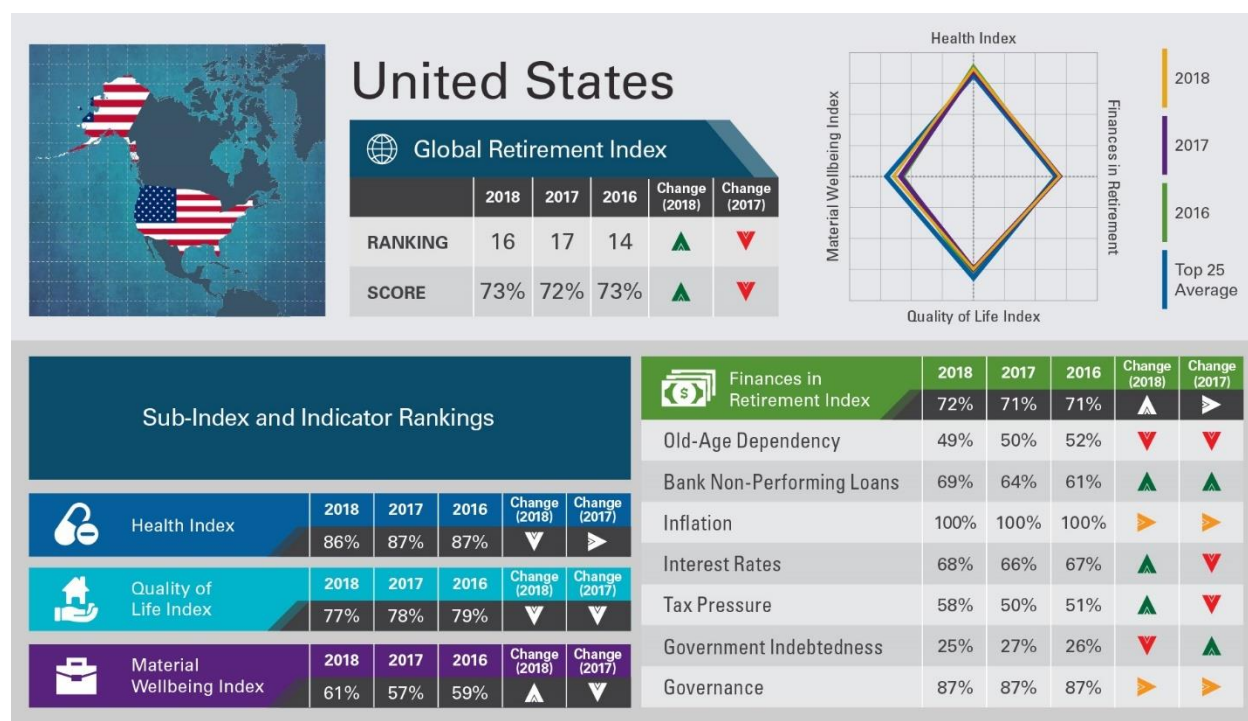 United States
Global Retirement Index
2018 2017 2016 Change (2018) Change (2017)
RANKING 16 17 14
SCORE 73% 72% 73%
Health Index
Material Wellbeing Index
Finances in Retirement
Quality of Life Index
2018
2017
2016
Top 25
Average
Sub-Index and Indicator Rankings
Health Index
2018 2017 2016 Change (2018) Change (2017)
86% 87% 87%
Quality of
Life Index
2018 2017 2016 Change (2018) Change (2017)
77% 78% 79%
Material
Wellbeing Index
2018 2017 2016 Change (2018) Change (2017)
61% 57% 59%
$
Finances in
Retirement Index
2018 2017 2016 Change (2018) Change (2017)
72% 71% 71%
Old-Age Dependency 49% 50% 52%
Bank Non-Performing Loans 69% 64% 61%
Inflation 100% 100% 100%
Interest Rates 68% 66% 67%
Tax Pressure 58% 50% 51%
Government Indebtedness 25% 27% 26%
Governance 87% 87% 87%